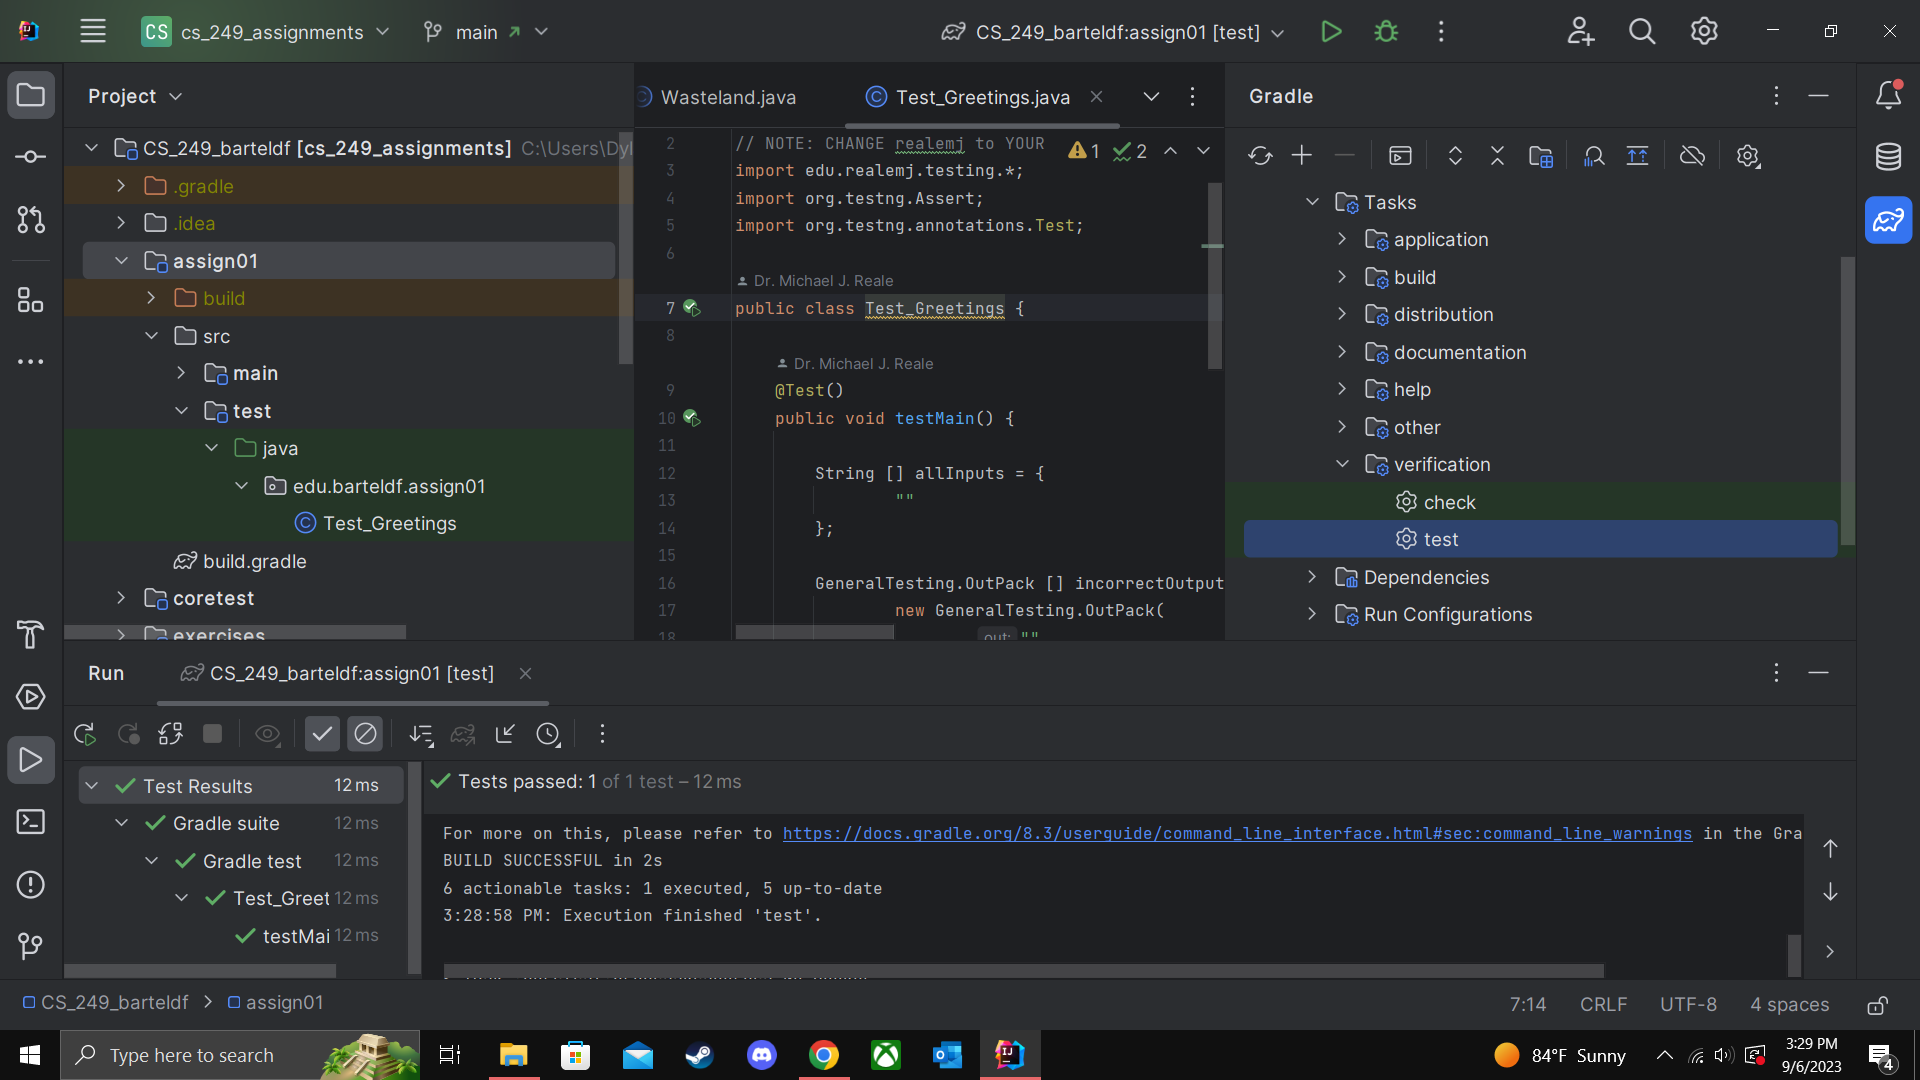 CS cs_249_assignments main CS_249_barteldf:assign01 [test]
Project
CS_249_barteldf [cs_249_assignments] C:\Users\Dyl
.gradle
.idea
assign01
build
src
main
test
java
edu.barteldf.assign01
Test_Greetings
build.gradle
coretest
exercises
Wasteland.java Test_Greetings.java
1 2
2 // NOTE: CHANGE realemj to YOUR
3 import edu.realemj.testing.*;
4 import org.testng.Assert;
5 import org.testng.annotations.Test;
6
Dr. Michael J. Reale
7 public class Test_Greetings {
8
Dr. Michael J. Reale
9 @Test()
10 public void testMain() {
11
12 String [] allInputs = {
13 ""
14 };
15
16 GeneralTesting.OutPack [] incorrectOutput
17 new GeneralTesting.OutPack(
18 out: ""
Gradle
Tasks
application
build
distribution
documentation
help
other
verification
check
test
Dependencies
Run Configurations
Run CS_249_barteldf:assign01 [test]
Test Results 12 ms
Gradle suite 12 ms
Gradle test 12 ms
Test_Greet 12 ms
testMai 12 ms
Tests passed: 1 of 1 test – 12 ms
For more on this, please refer to https://docs.gradle.org/8.3/userguide/command_line_interface.html#sec:command_line_warnings in the Gra
BUILD SUCCESSFUL in 2s
6 actionable tasks: 1 executed, 5 up-to-date
3:28:58 PM: Execution finished 'test'.
CS_249_barteldf > assign01
7:14 CRLF UTF-8 4 spaces
Type here to search
84°F Sunny
3:29 PM
9/6/2023
4